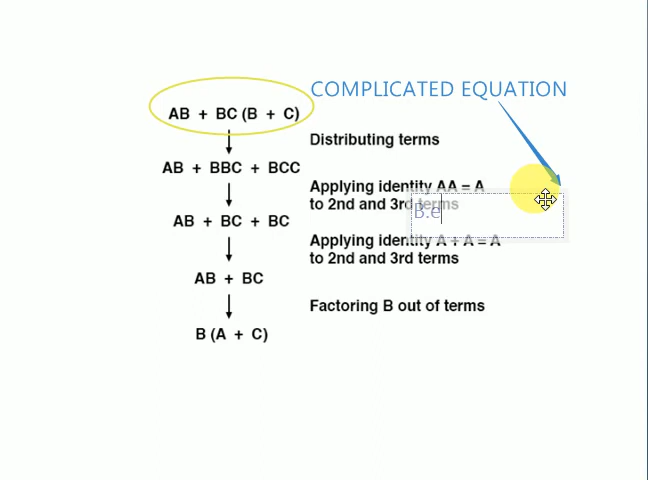 COMPLICATED EQUATION
AB + BC (B + C)
Distributing terms
AB + BBC + BCC
Applying identity AA = A
to 2nd and 3rd terms
B.e
AB + BC + BC
Applying identity A + A = A
to 2nd and 3rd terms
AB + BC
Factoring B out of terms
B (A + C)